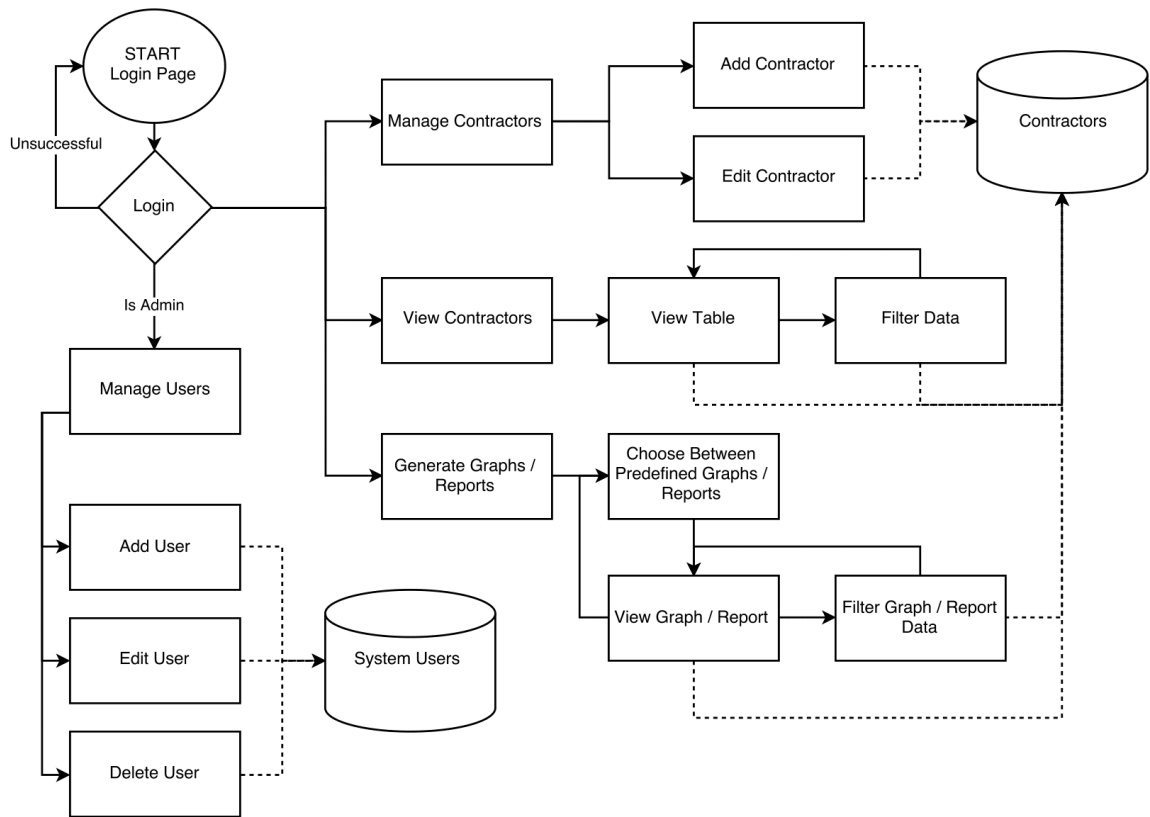 START
Login Page
Unsuccessful
Login
Is Admin
Manage Users
Add User
Edit User
Delete User
System Users
Manage Contractors
Add Contractor
Edit Contractor
Contractors
View Contractors
View Table
Filter Data
Generate Graphs /
Reports
Choose Between
Predefined Graphs /
Reports
View Graph / Report
Filter Graph / Report
Data